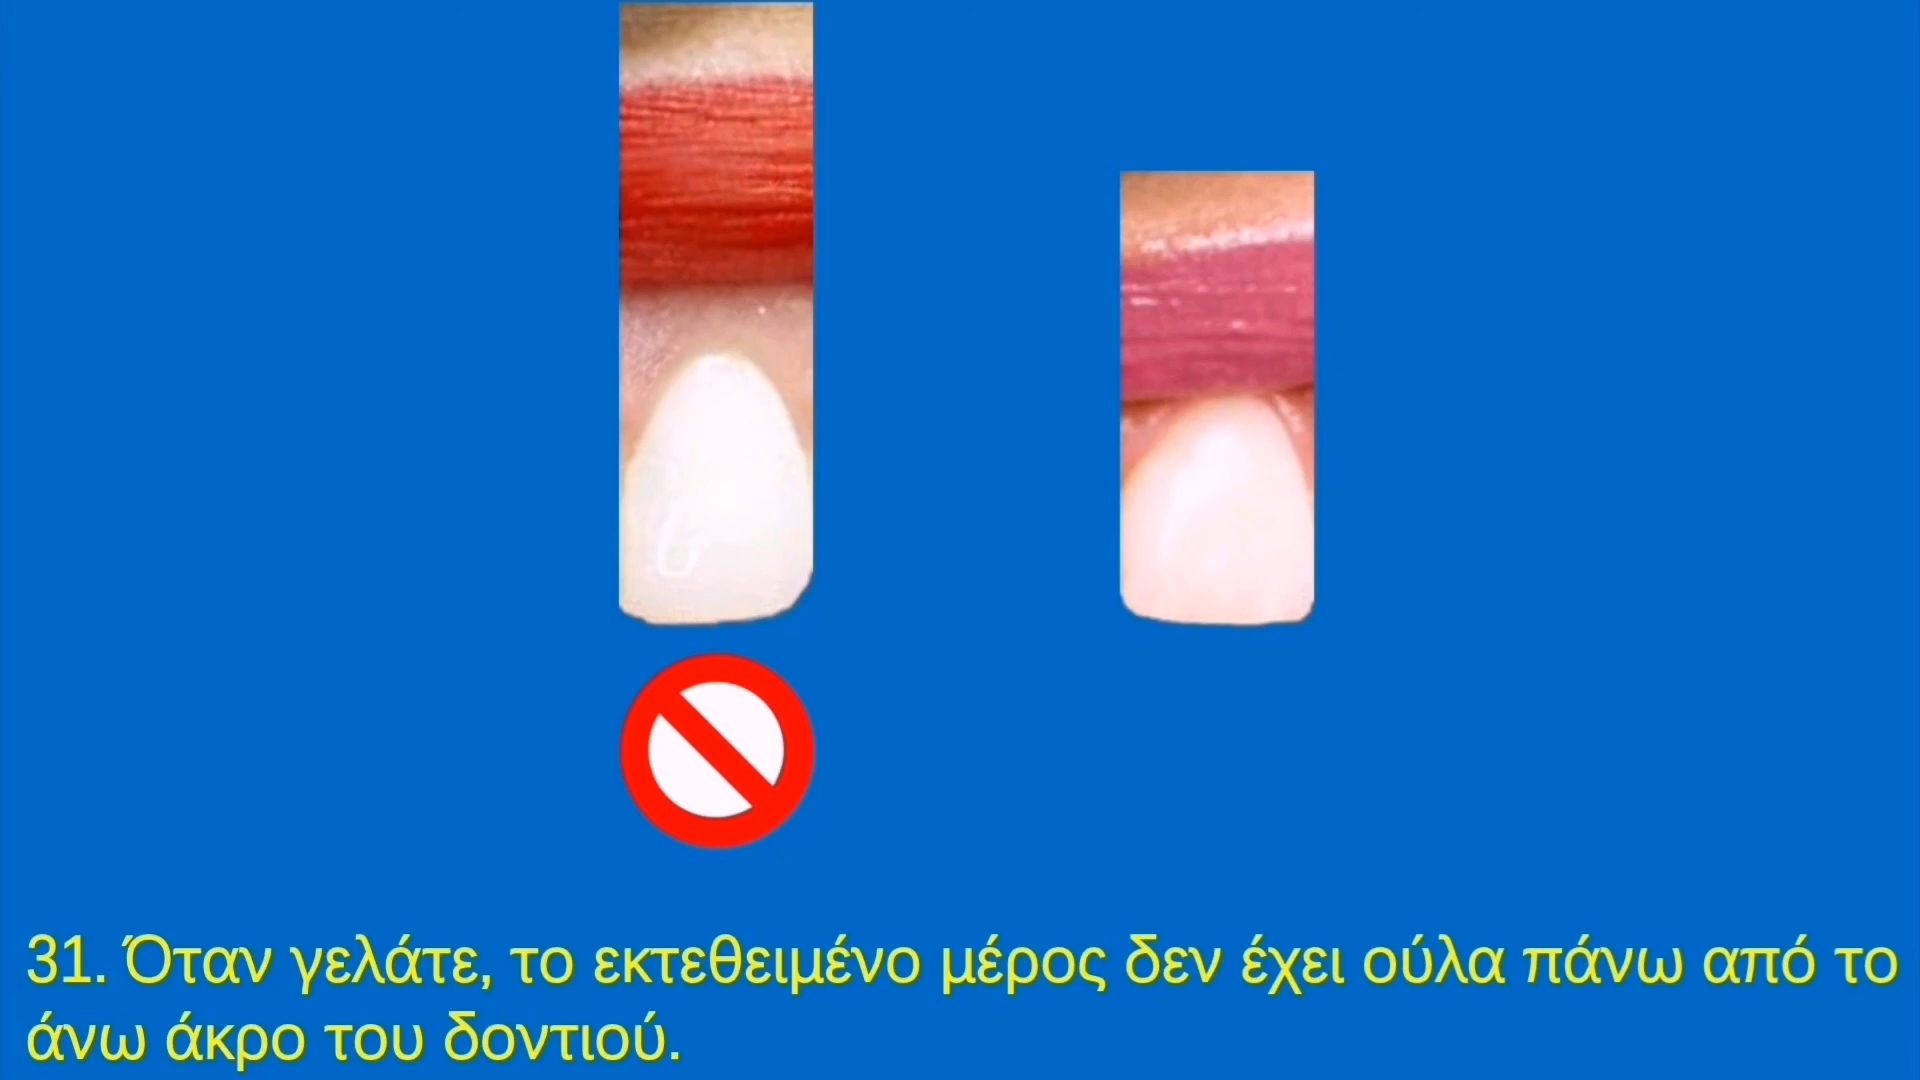 31. Όταν γελάτε, το εκτεθειμένο μέρος δεν έχει ούλα πάνω από το
άνω άκρο του δοντιού.